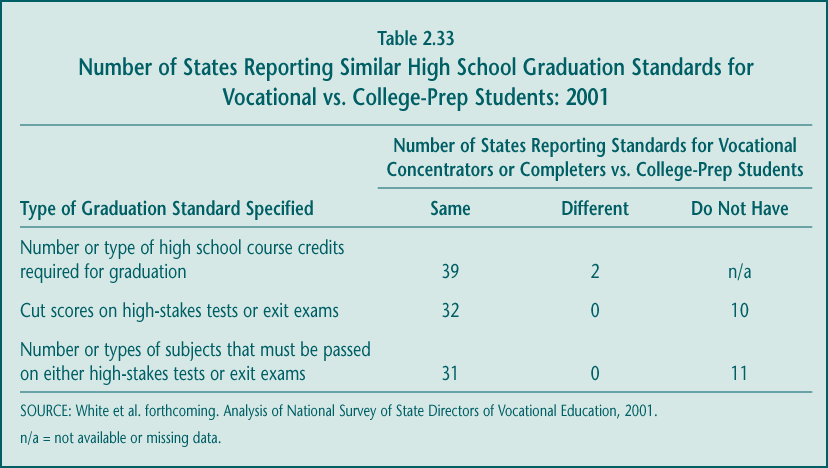 Table 2.33
Number of States Reporting Similar High School Graduation Standards for
Vocational vs. College-Prep Students: 2001
Number of States Reporting Standards for Vocational
Concentrators or Completers vs. College-Prep Students
Type of Graduation Standard Specified Same Different Do Not Have
Number or type of high school course credits
required for graduation 39 2 n/a
Cut scores on high-stakes tests or exit exams 32 0 10
Number or types of subjects that must be passed
on either high-stakes tests or exit exams 31 0 11
SOURCE: White et al. forthcoming. Analysis of National Survey of State Directors of Vocational Education, 2001.
n/a = not available or missing data.